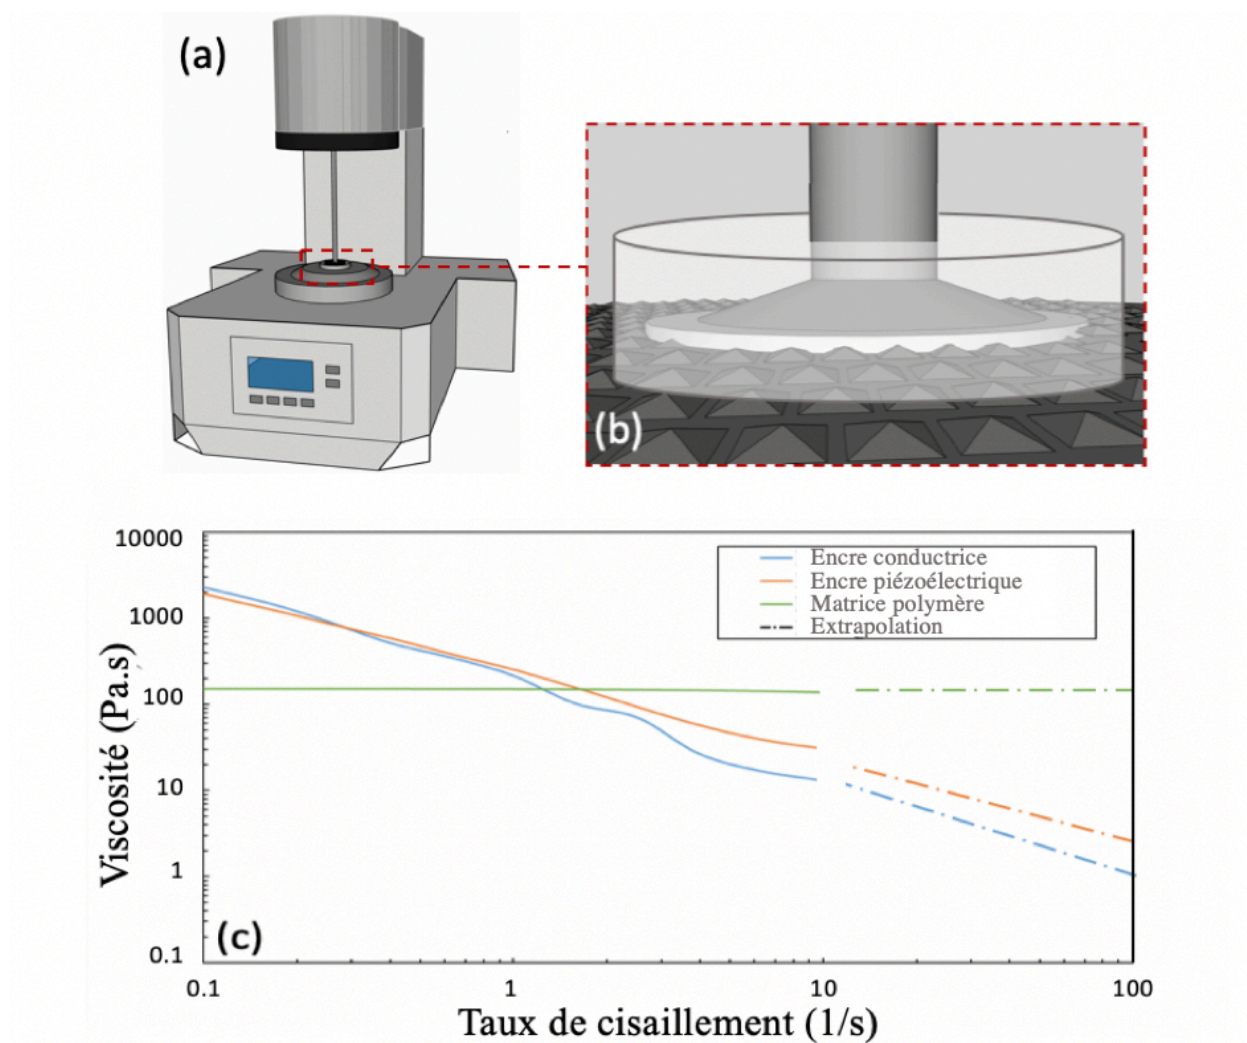 (a)
(b)
10000
1000
100
10
1
0.1
Viscosité (Pa.s)
Encre conductrice
Encre piézoélectrique
Matrice polymère
Extrapolation
(c)
0.1 1 10 100
Taux de cisaillement (1/s)